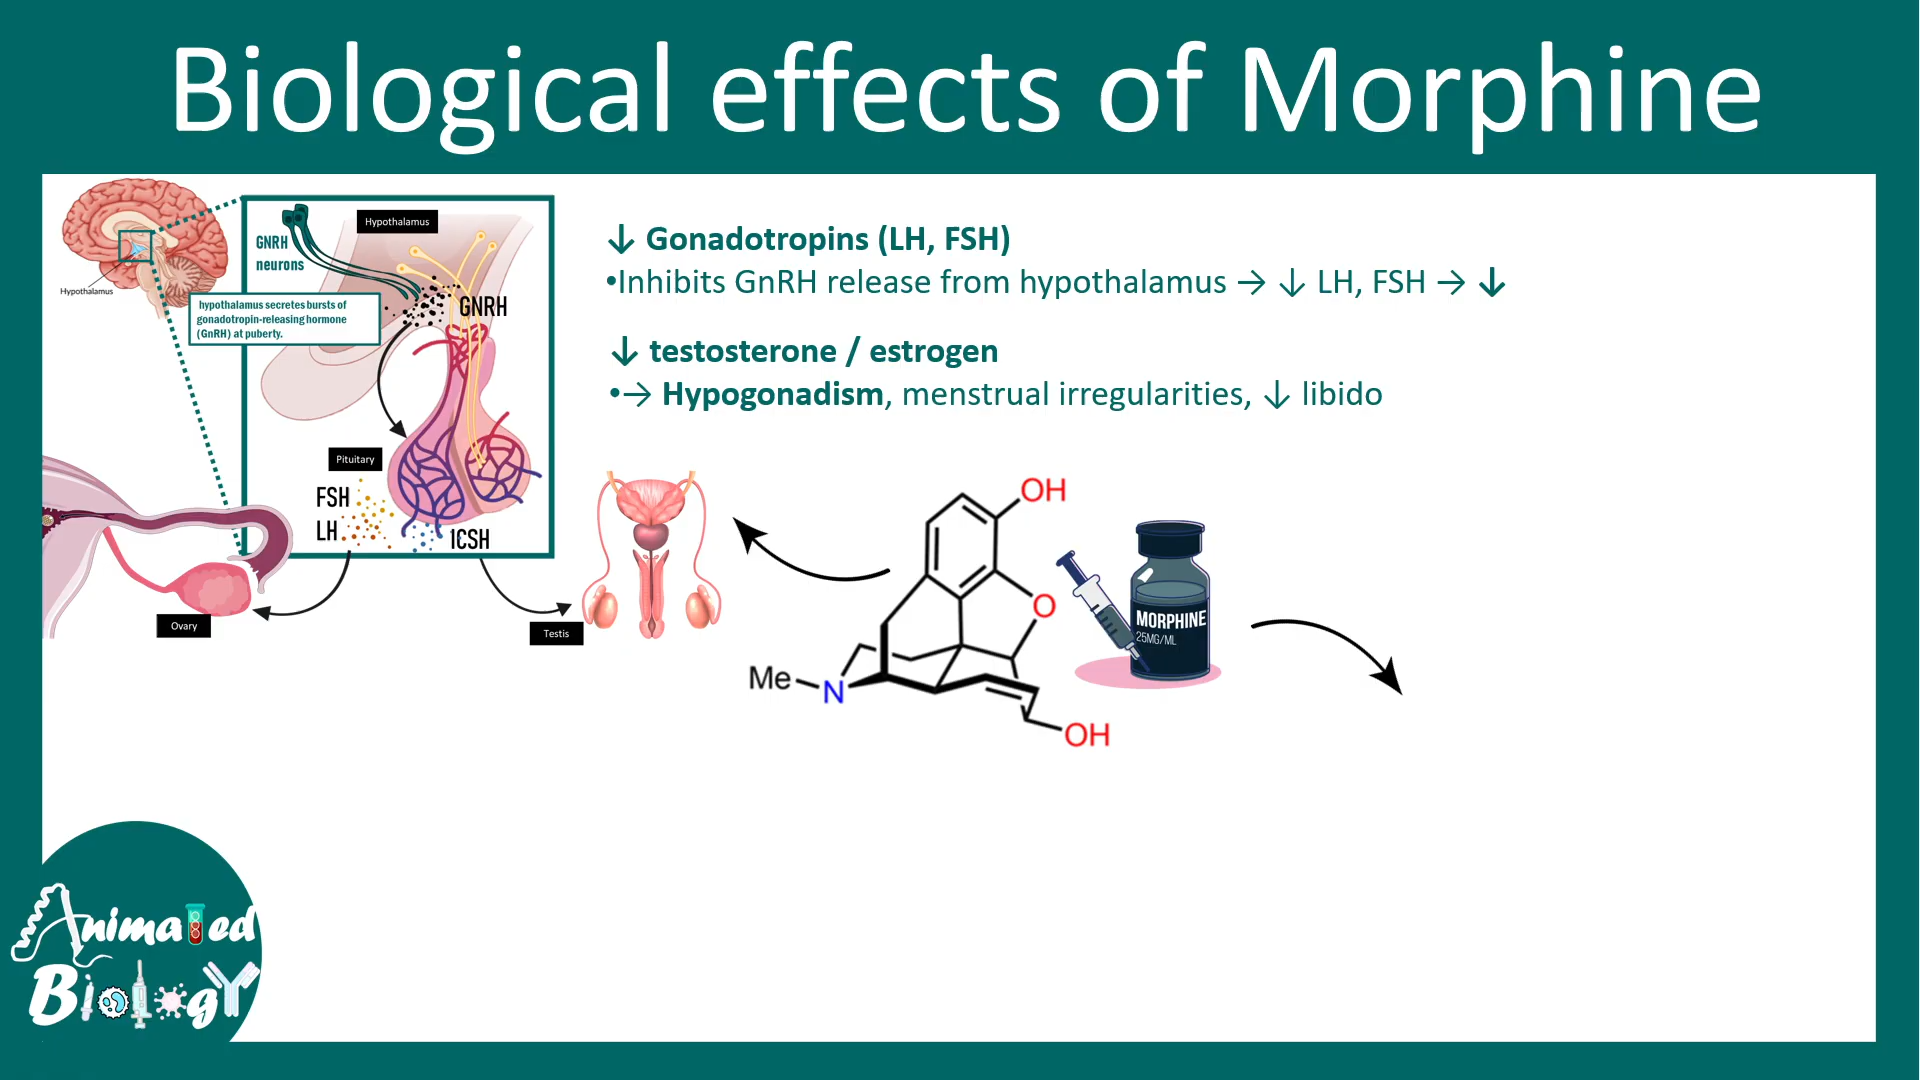 Biological effects of Morphine
Hypothalamus
GNRH
neurons
Hypothalamus
hypothalamus secretes bursts of
gonadotropin-releasing hormone
(GnRH) at puberty.
GNRH
Pituitary
FSH
LH
1CSH
Ovary
Testis
↓ Gonadotropins (LH, FSH)
•Inhibits GnRH release from hypothalamus → ↓ LH, FSH → ↓
↓ testosterone / estrogen
•→ Hypogonadism, menstrual irregularities, ↓ libido
OH
O
Me
N
OH
MORPHINE
25MG/ML
Animated
Biology